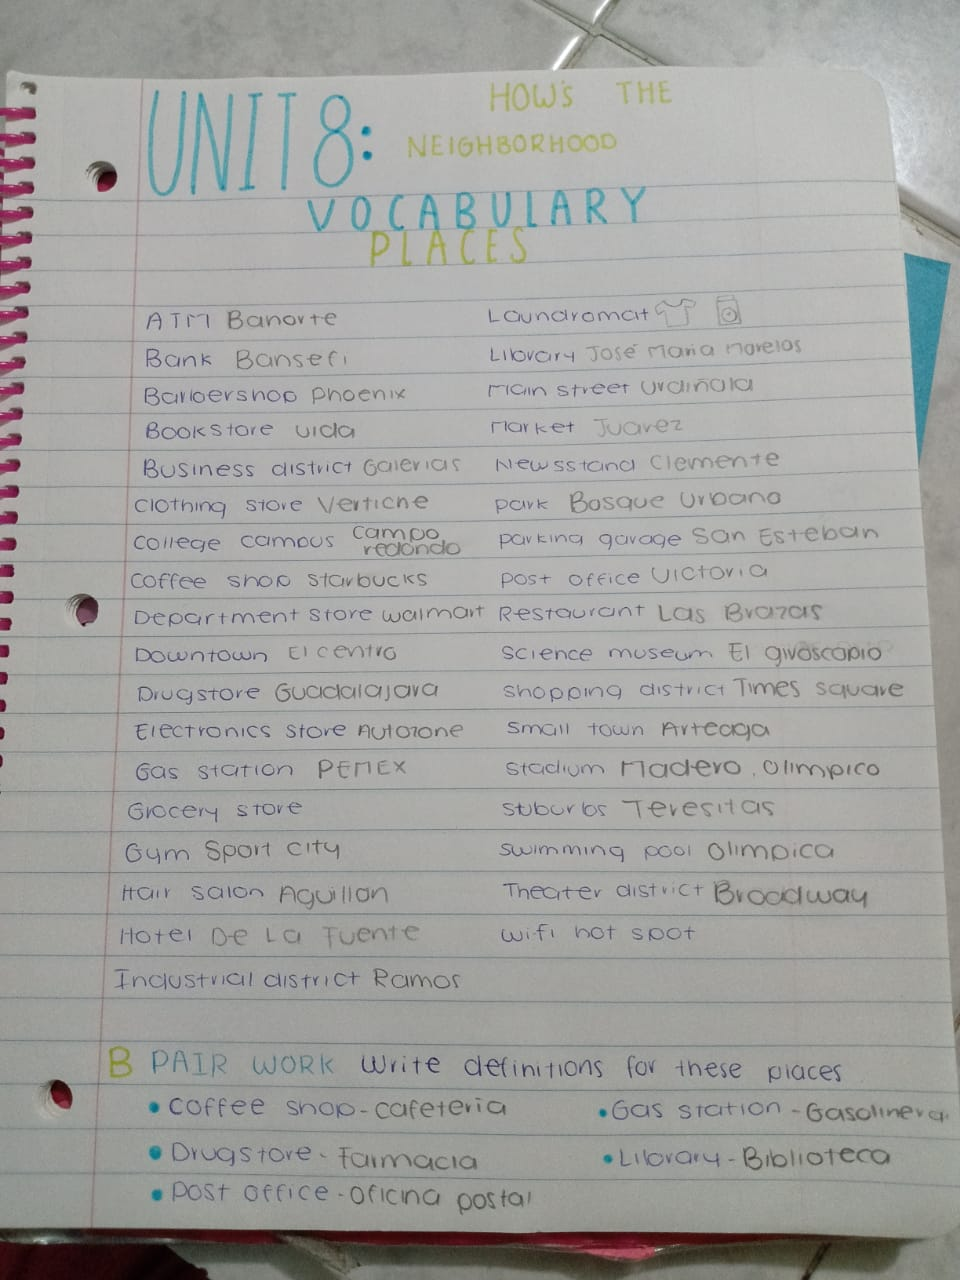 UNIT 8: HOW'S THE
NEIGHBORHOOD
VOCABULARY
PLACES
ATM Banorte
Bank Bansefi
Barbershop Phoenix
Bookstore Vida
Business district Galerias
Clothing store Vertiche
College campus campo redondo
Coffee shop Starbucks
Department store walmart
Downtown El centro
Drugstore Guadalajara
Electronics store Autozone
Gas station PEMEX
Grocery store
Gym Sport City
Hair salon Aguillon
Hotel De La Fuente
Industrial district Ramos
Laundromat
Library José Maria Morelos
Main street Urdiñola
Market Juarez
Newsstand Clemente
park Bosque Urbano
parking garage San Esteban
post office Victoria
Restaurant Las Brazas
science museum El giroscopio
shopping district Times square
small town Arteaga
stadium Madero, Olimpico
suburbs Teresitas
swimming pool Olimpica
Theater district Broadway
wifi hot spot
B PAIR WORK Write definitions for these places
• Coffee shop - cafeteria
• Gas station - Gasolinera
• Drugstore - Farmacia
• Library - Biblioteca
• Post office - oficina postal